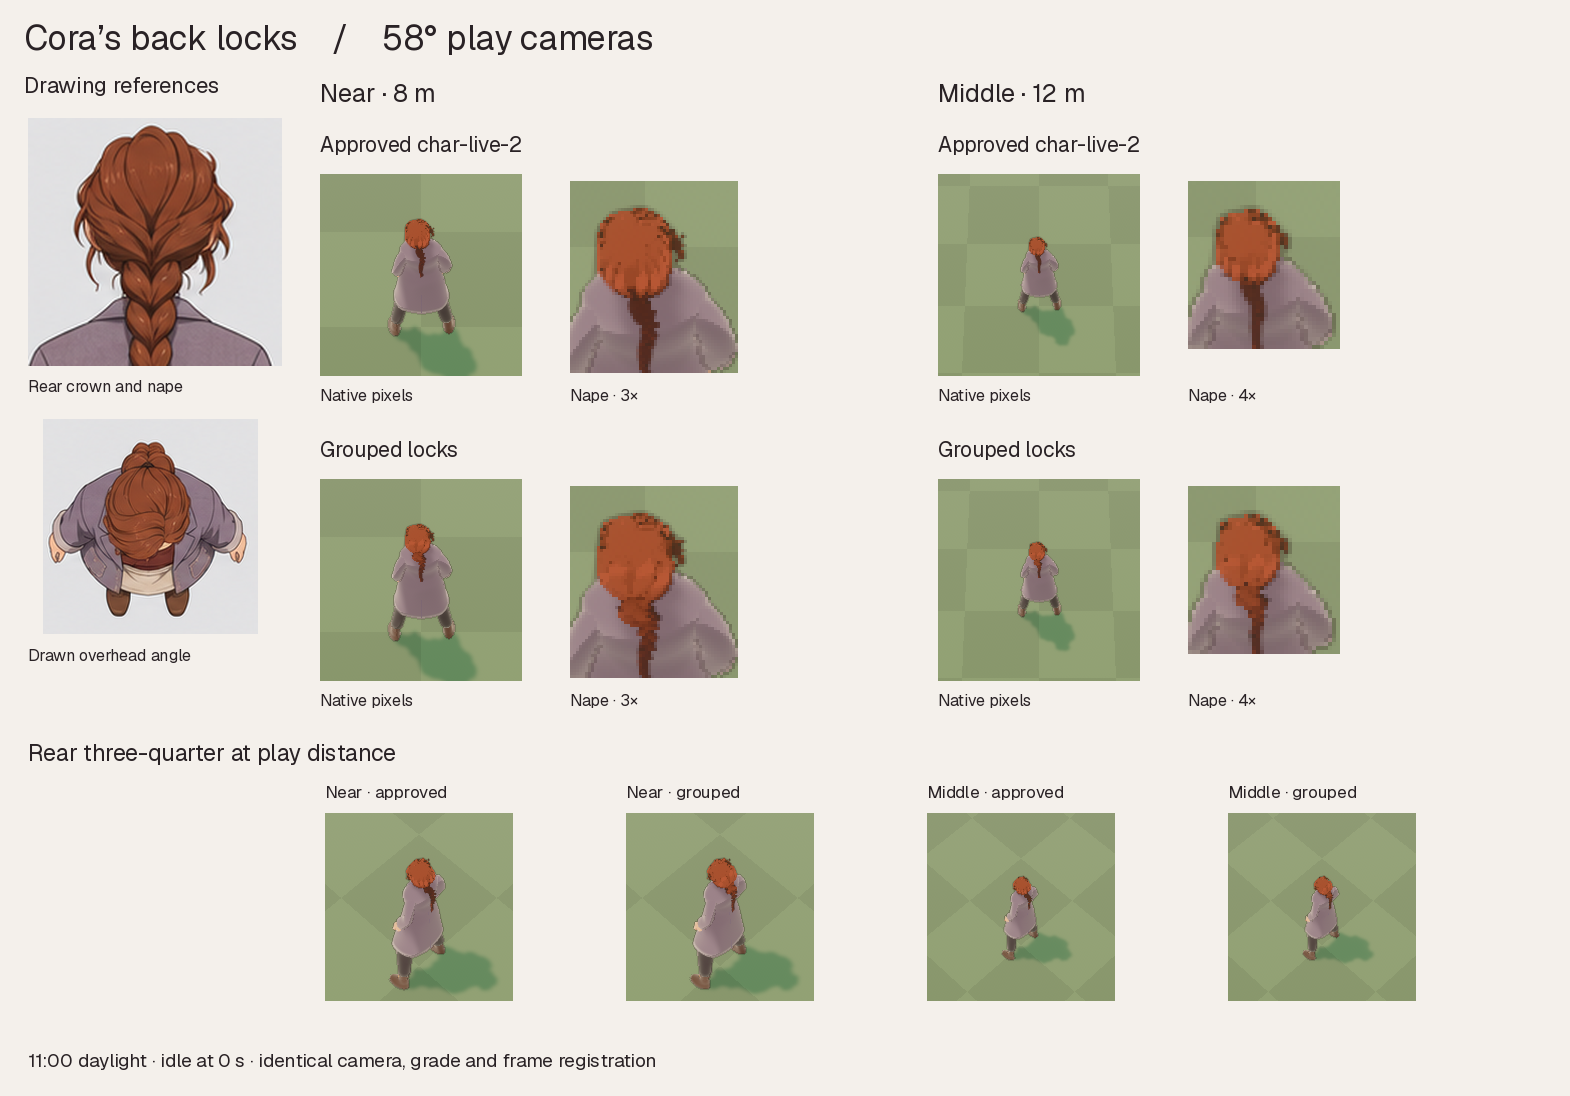 Cora’s back locks / 58° play cameras
Drawing references
Near · 8 m
Middle · 12 m
Approved char-live-2
Approved char-live-2
Rear crown and nape
Native pixels
Nape · 3×
Native pixels
Nape · 4×
Grouped locks
Grouped locks
Drawn overhead angle
Native pixels
Nape · 3×
Native pixels
Nape · 4×
Rear three-quarter at play distance
Near · approved
Near · grouped
Middle · approved
Middle · grouped
11:00 daylight · idle at 0 s · identical camera, grade and frame registration